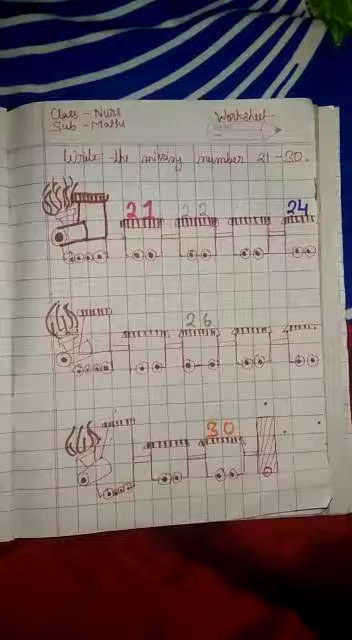 Class - Nurs
Sub - Maths
Worksheet
Write the missing number 21-30.
21 22 24
26
30